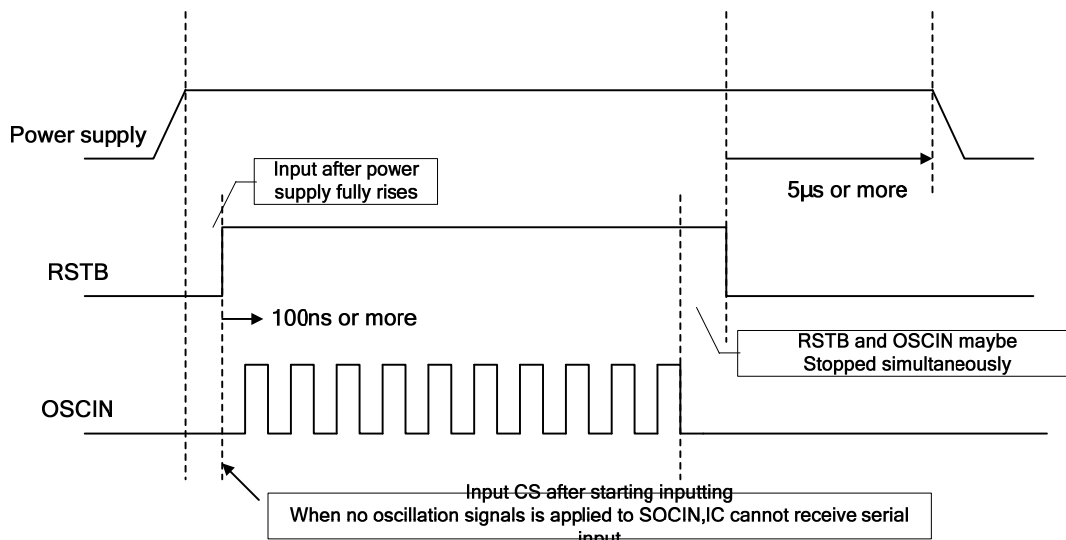 Power supply
Input after power
supply fully rises
5µs or more
RSTB
100ns or more
RSTB and OSCIN maybe
Stopped simultaneously
OSCIN
Input CS after starting inputting
When no oscillation signals is applied to SOCIN,IC cannot receive serial
input